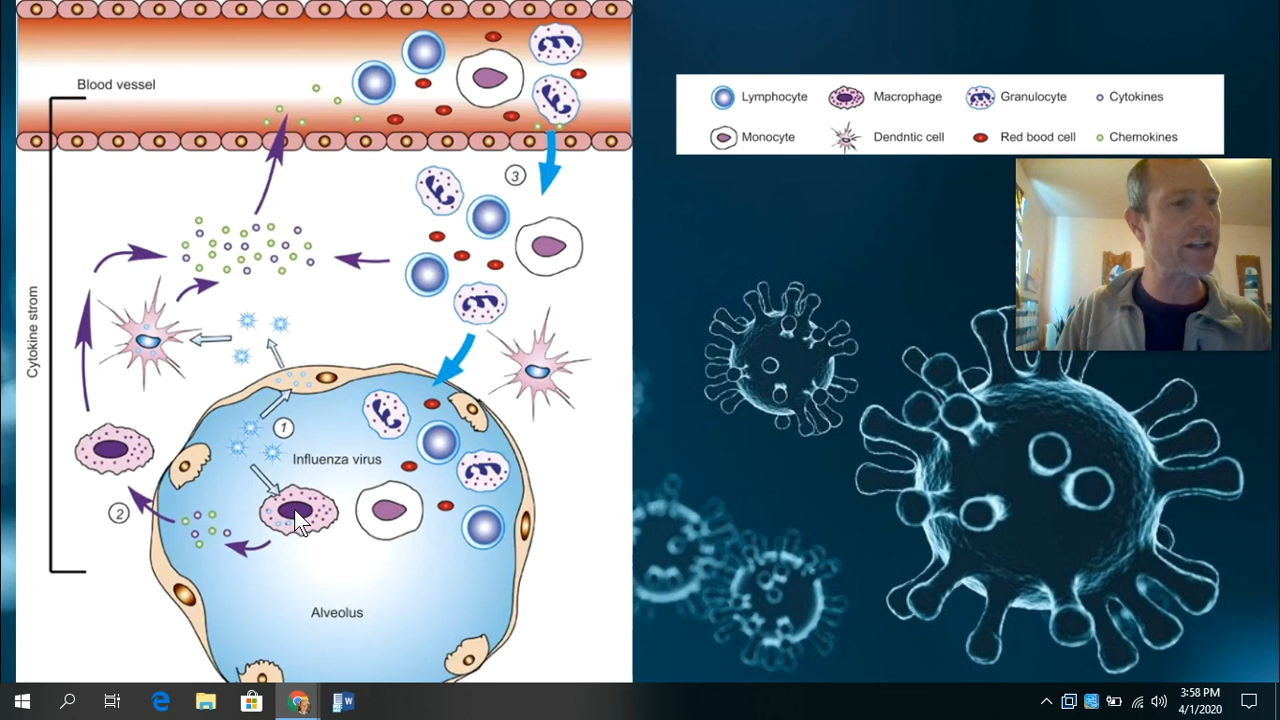 Blood vessel
3
Cytokine strom
1
Influenza virus
2
Alveolus
Lymphocyte Macrophage Granulocyte Cytokines
Monocyte Dendntic cell Red bood cell Chemokines
3:58 PM
4/1/2020